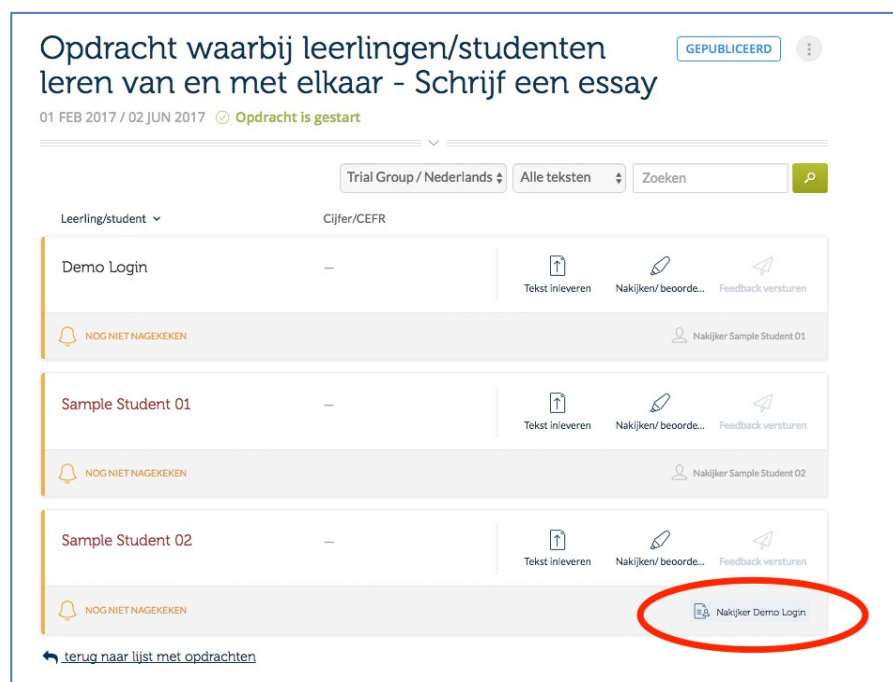 Opdracht waarbij leerlingen/studenten
leren van en met elkaar - Schrijf een essay
GEPUBLICEERD
01 FEB 2017 / 02 JUN 2017 Opdracht is gestart
Trial Group / Nederlands Alle teksten Zoeken
Leerling/student Cijfer/CEFR
Demo Login –
Tekst inleveren Nakijken/ beoorde... Feedback versturen
NOG NIET NAGEKEKEN Nakijker Sample Student 01
Sample Student 01 –
Tekst inleveren Nakijken/ beoorde... Feedback versturen
NOG NIET NAGEKEKEN Nakijker Sample Student 02
Sample Student 02 –
Tekst inleveren Nakijken/ beoorde... Feedback versturen
NOG NIET NAGEKEKEN Nakijker Demo Login
terug naar lijst met opdrachten